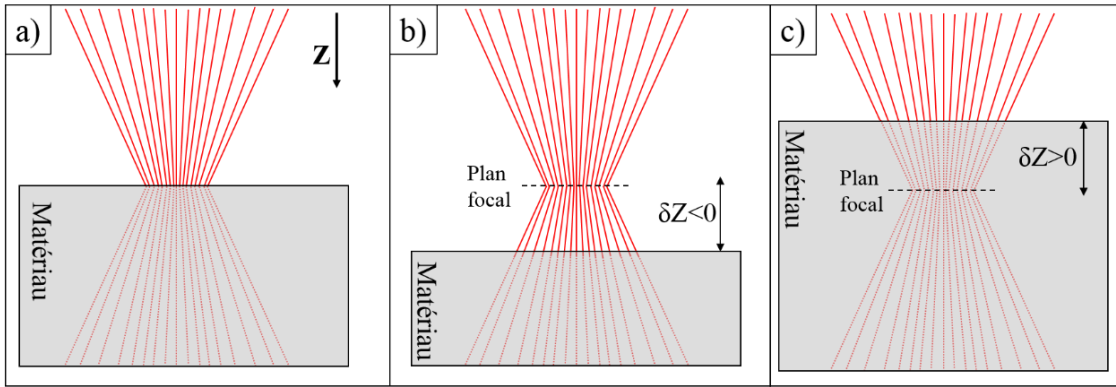 a)
Z
Matériau
b)
Plan
focal
δZ<0
Matériau
c)
δZ>0
Plan
focal
Matériau